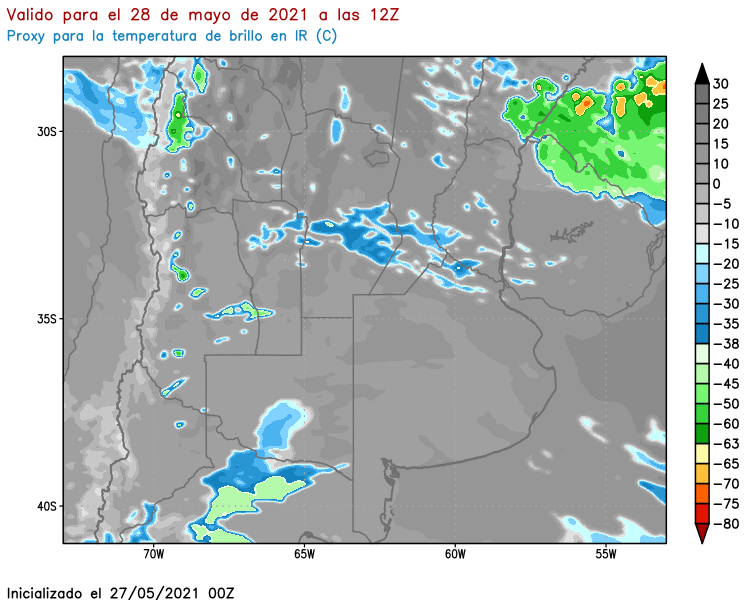 Valido para el 28 de mayo de 2021 a las 12Z
Proxy para la temperatura de brillo en IR (C)
30S
35S
40S
70W
65W
60W
55W
30
25
20
15
10
0
−5
−10
−15
−20
−25
−30
−35
−38
−40
−45
−50
−60
−63
−65
−70
−75
−80
Inicializado el 27/05/2021 00Z